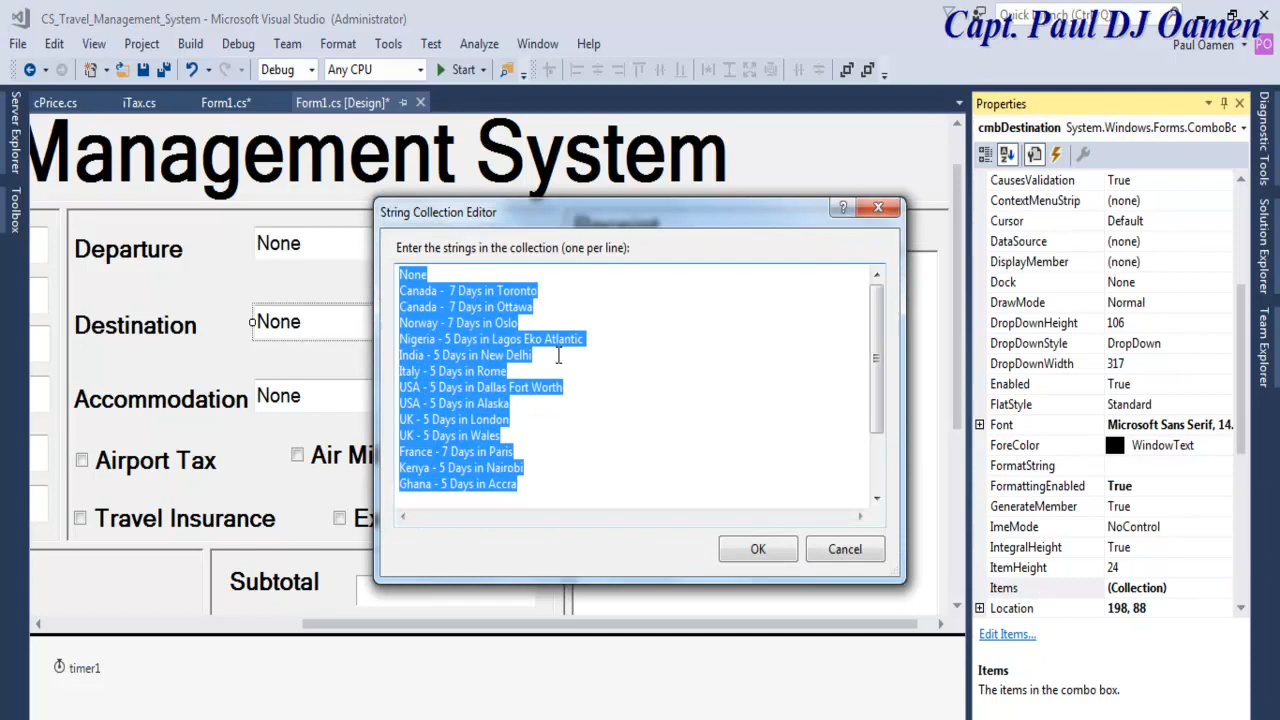 CS_Travel_Management_System - Microsoft Visual Studio (Administrator)
Capt. Paul DJ Oamen
File Edit View Project Build Debug Team Format Tools Test Analyze Window Help
Paul Oamen
PO
Debug Any CPU Start
cPrice.cs iTax.cs Form1.cs* Form1.cs [Design]*
Server Explorer
Toolbox
Management System
Departure None
Destination None
Accommodation None
Airport Tax
Air Mi
Travel Insurance
Ex
Subtotal
timer1
String Collection Editor
Enter the strings in the collection (one per line):
None
Canada - 7 Days in Toronto
Canada - 7 Days in Ottawa
Norway - 7 Days in Oslo
Nigeria - 5 Days in Lagos Eko Atlantic
India - 5 Days in New Delhi
Italy - 5 Days in Rome
USA - 5 Days in Dallas Fort Worth
USA - 5 Days in Alaska
UK - 5 Days in London
UK - 5 Days in Wales
France - 7 Days in Paris
Kenya - 5 Days in Nairobi
Ghana - 5 Days in Accra
OK Cancel
Properties
cmbDestination System.Windows.Forms.ComboBo
CausesValidation True
ContextMenuStrip (none)
Cursor Default
DataSource (none)
DisplayMember (none)
Dock None
DrawMode Normal
DropDownHeight 106
DropDownStyle DropDown
DropDownWidth 317
Enabled True
FlatStyle Standard
Font Microsoft Sans Serif, 14.
ForeColor WindowText
FormatString
FormattingEnabled True
GenerateMember True
ImeMode NoControl
IntegralHeight True
ItemHeight 24
Items (Collection)
Location 198, 88
Edit Items...
Items
The items in the combo box.
Diagnostic Tools
Team Explorer